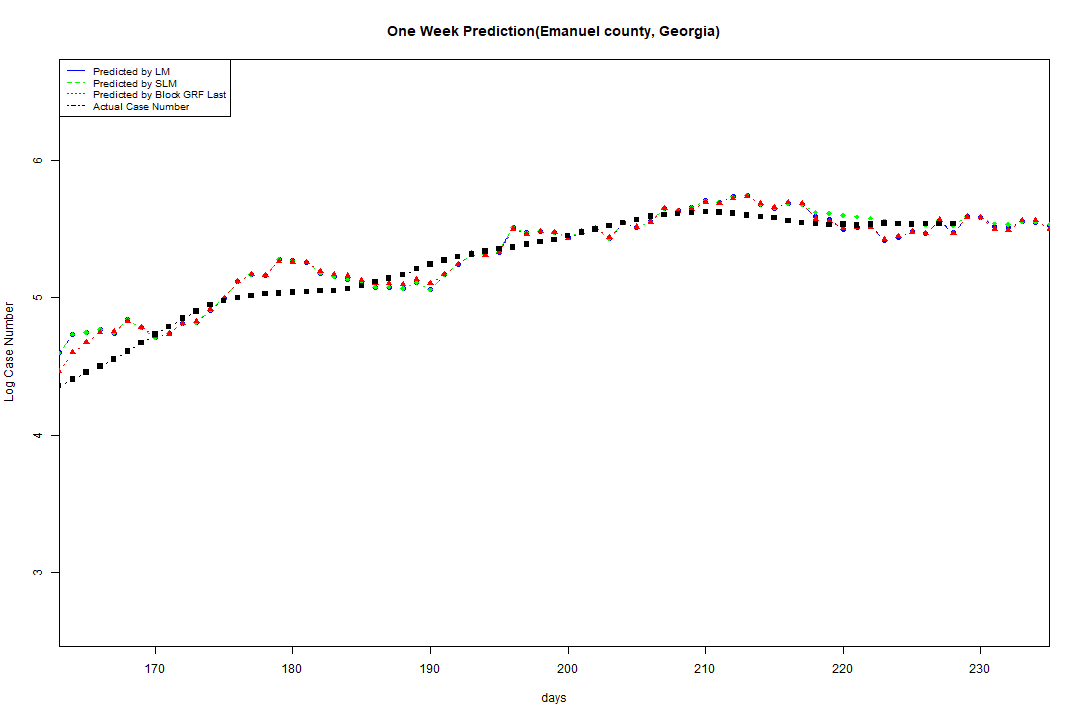 One Week Prediction(Emanuel county, Georgia)
Predicted by LM
Predicted by SLM
Predicted by Block GRF Last
Actual Case Number
6
5
4
3
Log Case Number
170 180 190 200 210 220 230
days